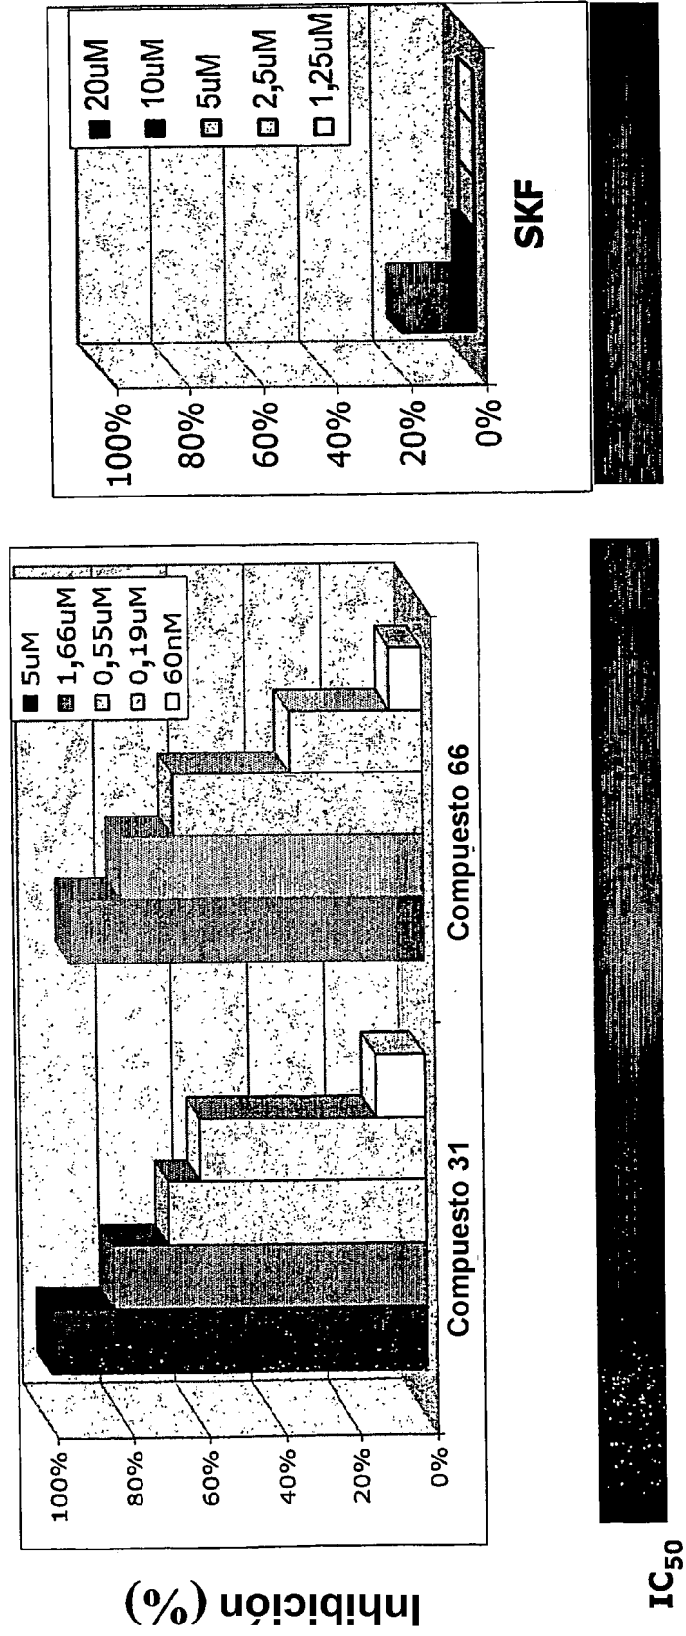 Inhibición (%)
100%
80%
60%
40%
20%
0%
5uM
1,66uM
0,55uM
0,19uM
60nM
Compuesto 31
Compuesto 66
100%
80%
60%
40%
20%
0%
20uM
10uM
5uM
2,5uM
1,25uM
SKF
IC50